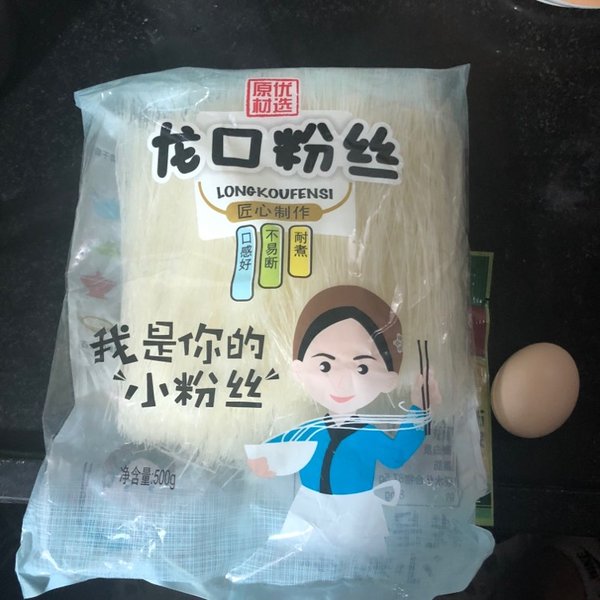 原材优选
龙口粉丝
LONGKOUFENSI
匠心制作
口感好
不易断
耐煮
我是你的
“小粉丝”
净含量:500g